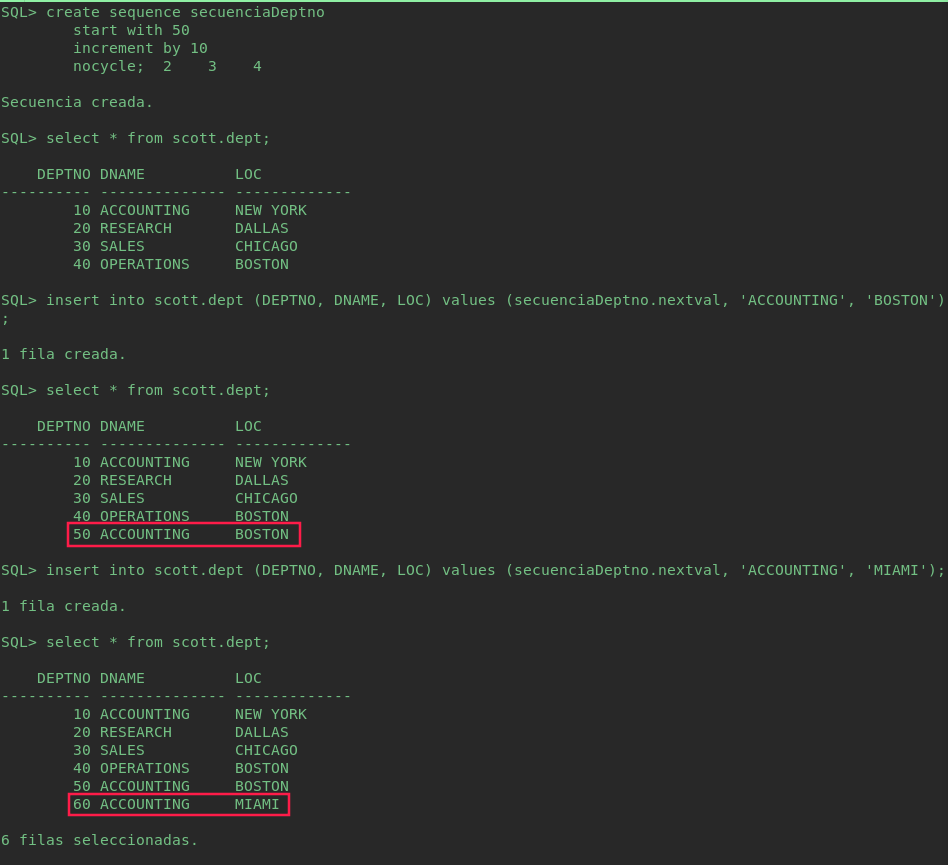 SQL> create sequence secuenciaDeptno
        start with 50
        increment by 10
        nocycle;  2    3    4
Secuencia creada.
SQL> select * from scott.dept;
    DEPTNO DNAME          LOC
---------- -------------- -------------
        10 ACCOUNTING     NEW YORK
        20 RESEARCH       DALLAS
        30 SALES          CHICAGO
        40 OPERATIONS     BOSTON
SQL> insert into scott.dept (DEPTNO, DNAME, LOC) values (secuenciaDeptno.nextval, 'ACCOUNTING', 'BOSTON')
;
1 fila creada.
SQL> select * from scott.dept;
    DEPTNO DNAME          LOC
---------- -------------- -------------
        10 ACCOUNTING     NEW YORK
        20 RESEARCH       DALLAS
        30 SALES          CHICAGO
        40 OPERATIONS     BOSTON
        50 ACCOUNTING     BOSTON
SQL> insert into scott.dept (DEPTNO, DNAME, LOC) values (secuenciaDeptno.nextval, 'ACCOUNTING', 'MIAMI');
1 fila creada.
SQL> select * from scott.dept;
    DEPTNO DNAME          LOC
---------- -------------- -------------
        10 ACCOUNTING     NEW YORK
        20 RESEARCH       DALLAS
        30 SALES          CHICAGO
        40 OPERATIONS     BOSTON
        50 ACCOUNTING     BOSTON
        60 ACCOUNTING     MIAMI
6 filas seleccionadas.